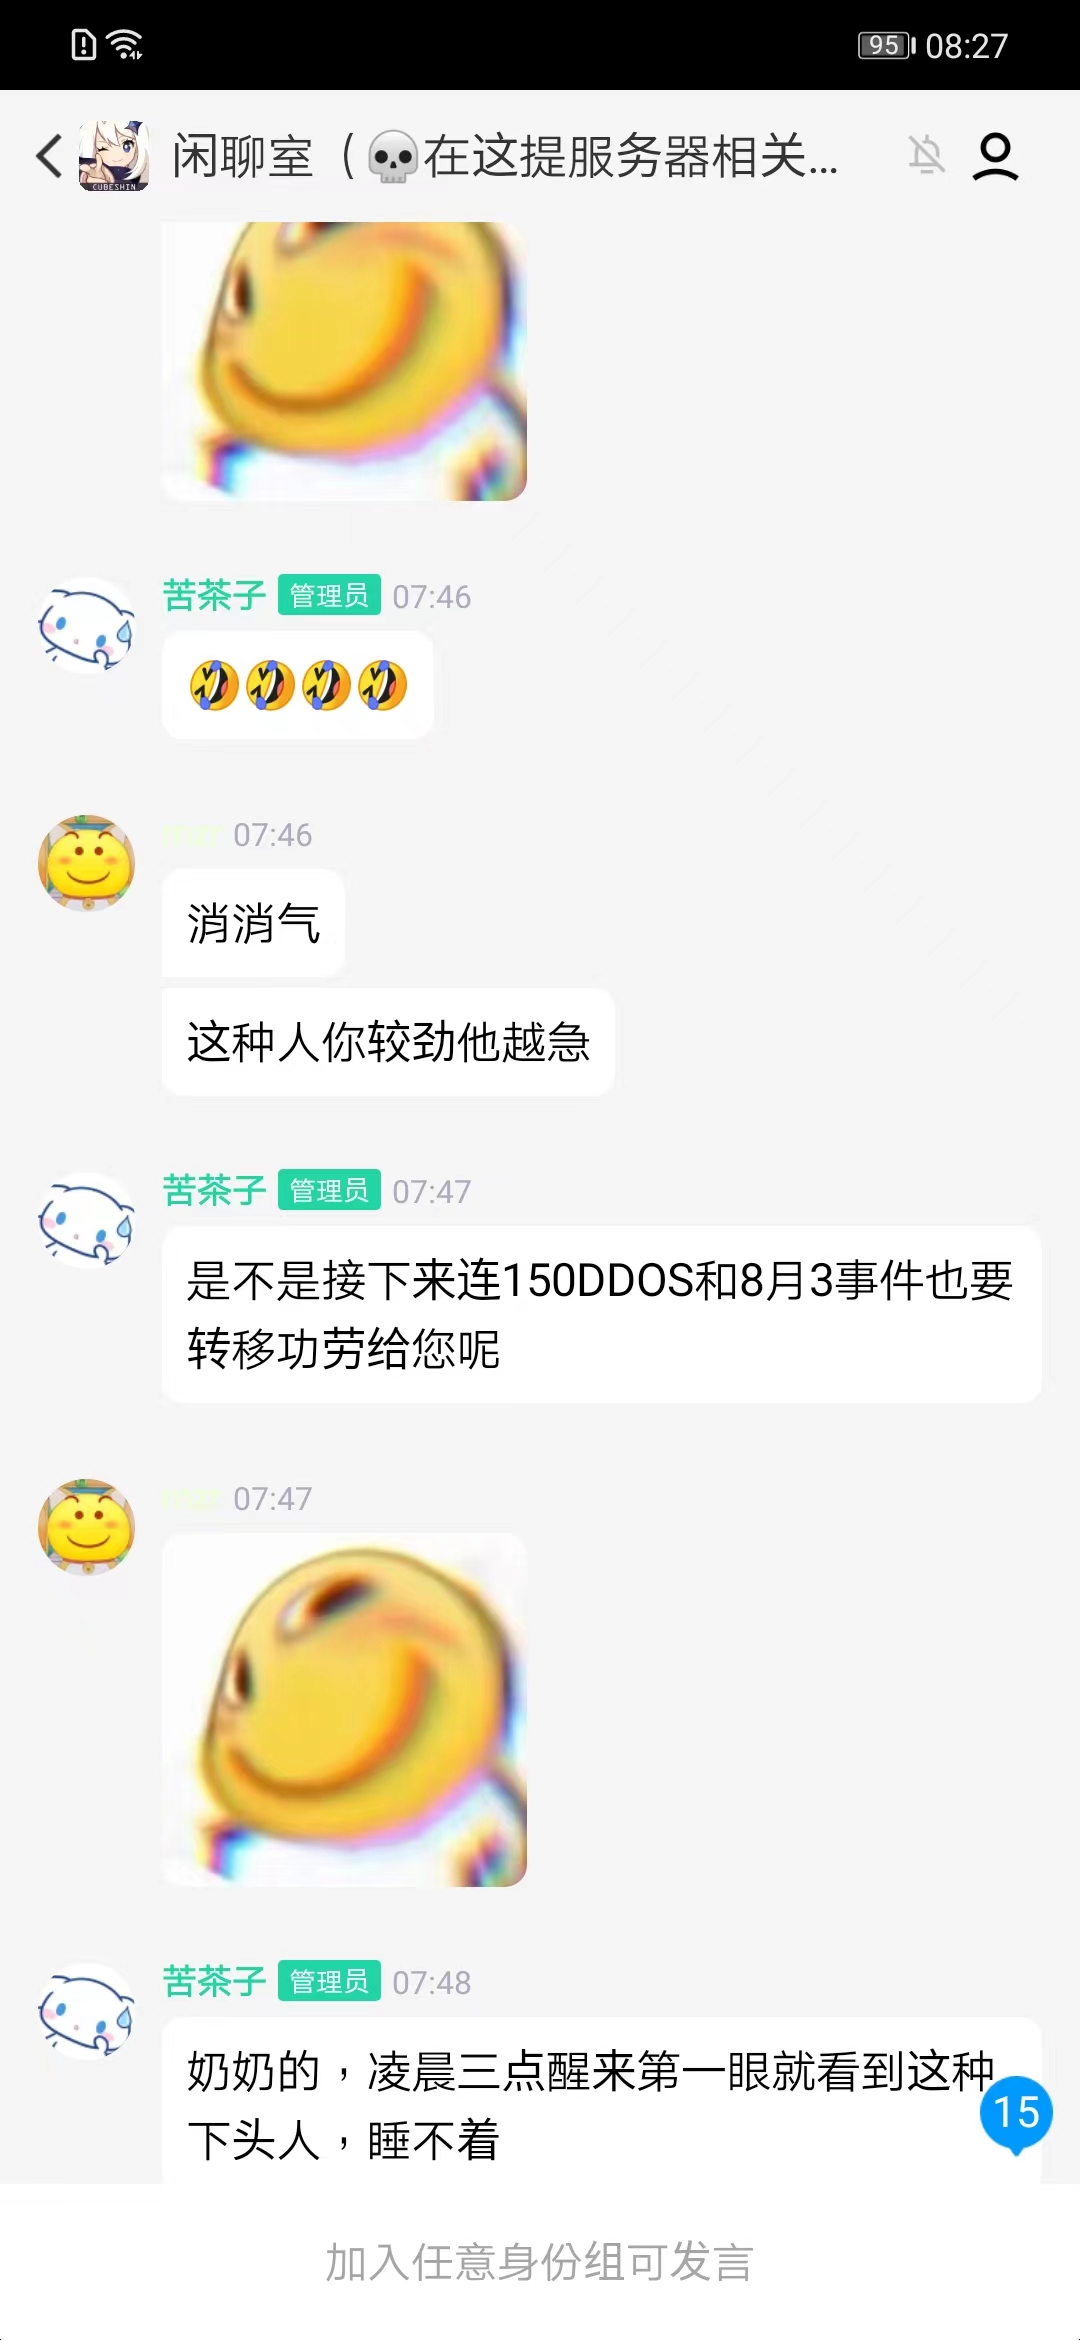 95 08:27
闲聊室（💀在这提服务器相关...
CUBESHIN
苦茶子 管理员 07:46
🤣🤣🤣🤣
07:46
消消气
这种人你较劲他越急
苦茶子 管理员 07:47
是不是接下来连150DDOS和8月3事件也要
转移功劳给您呢
07:47
苦茶子 管理员 07:48
奶奶的，凌晨三点醒来第一眼就看到这种
下头人，睡不着
15
加入任意身份组可发言